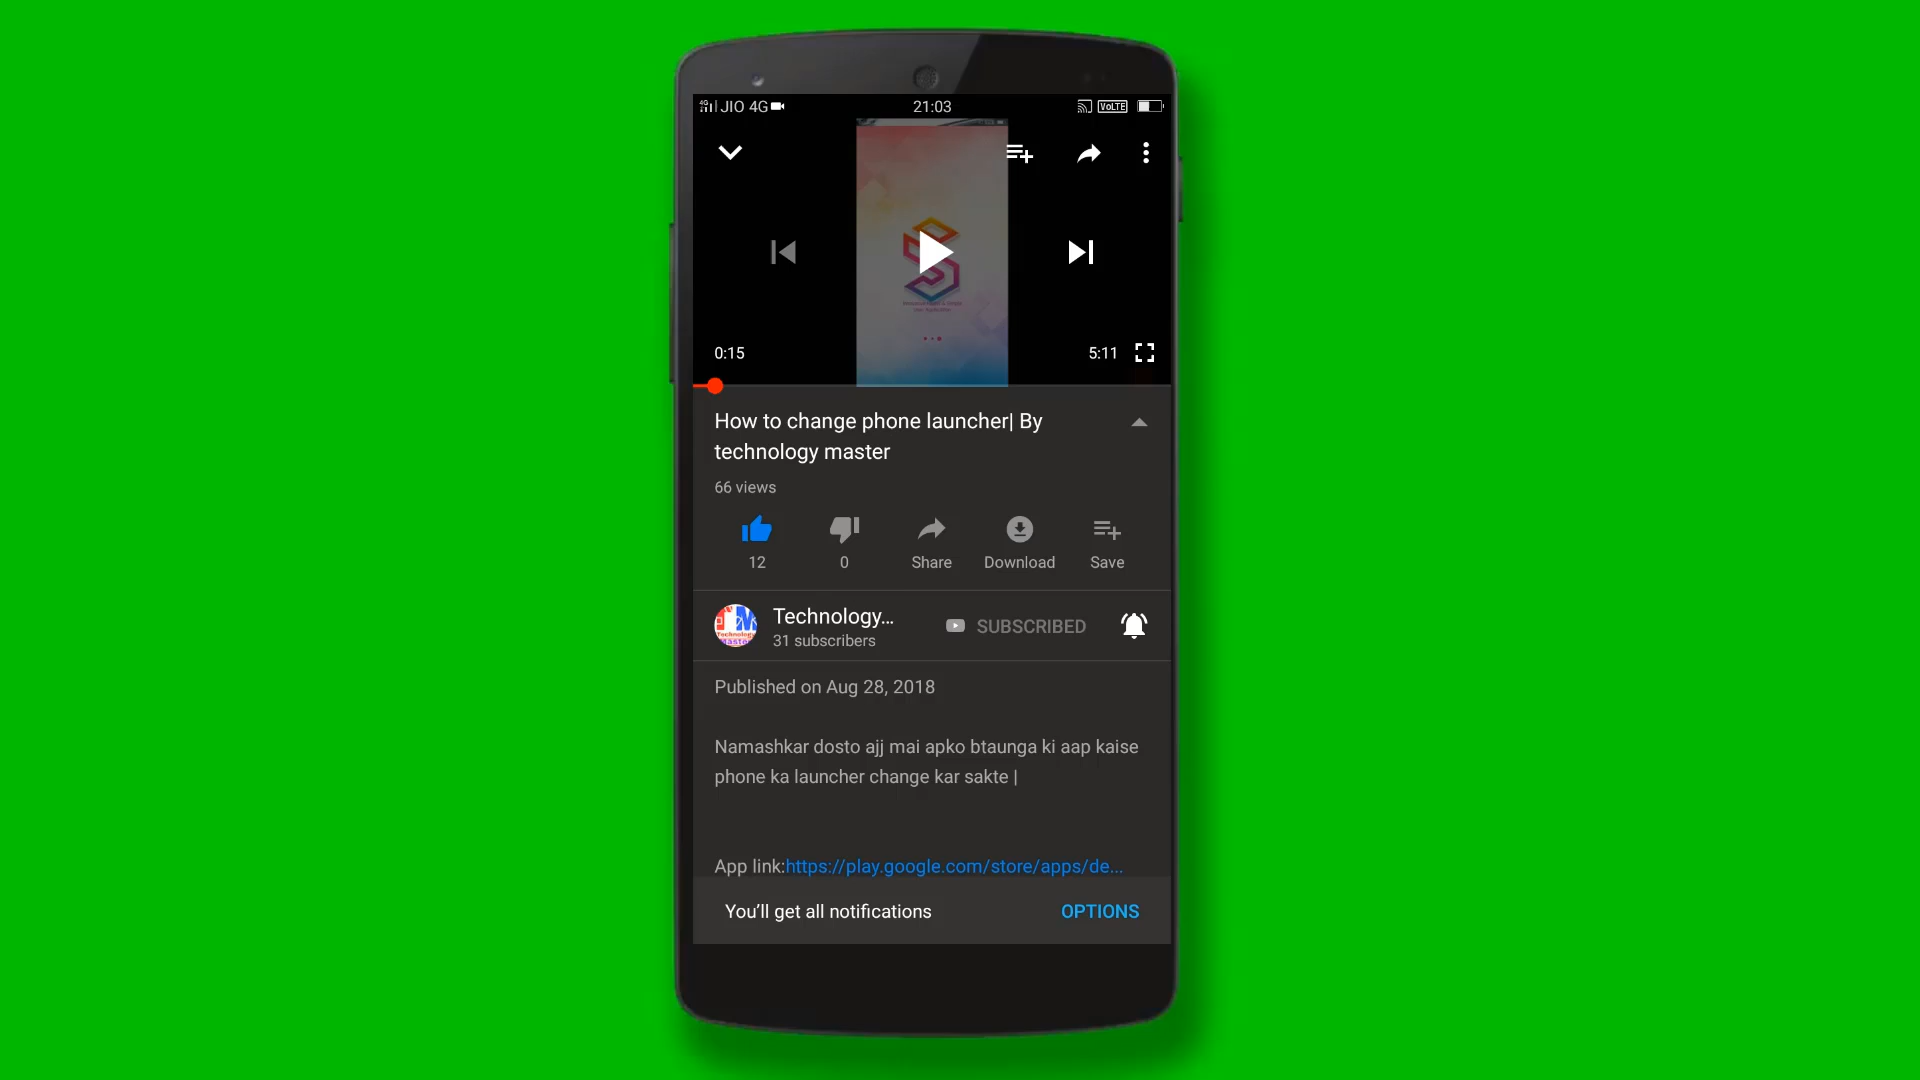 JIO 4G 21:03 VoLTE
0:15 5:11
How to change phone launcher| By
technology master
66 views
12 0 Share Download Save
Technology...
31 subscribers
SUBSCRIBED
Technology
Master
Published on Aug 28, 2018
Namashkar dosto ajj mai apko btaunga ki aap kaise
phone ka launcher change kar sakte |
App link:https://play.google.com/store/apps/de...
You'll get all notifications OPTIONS